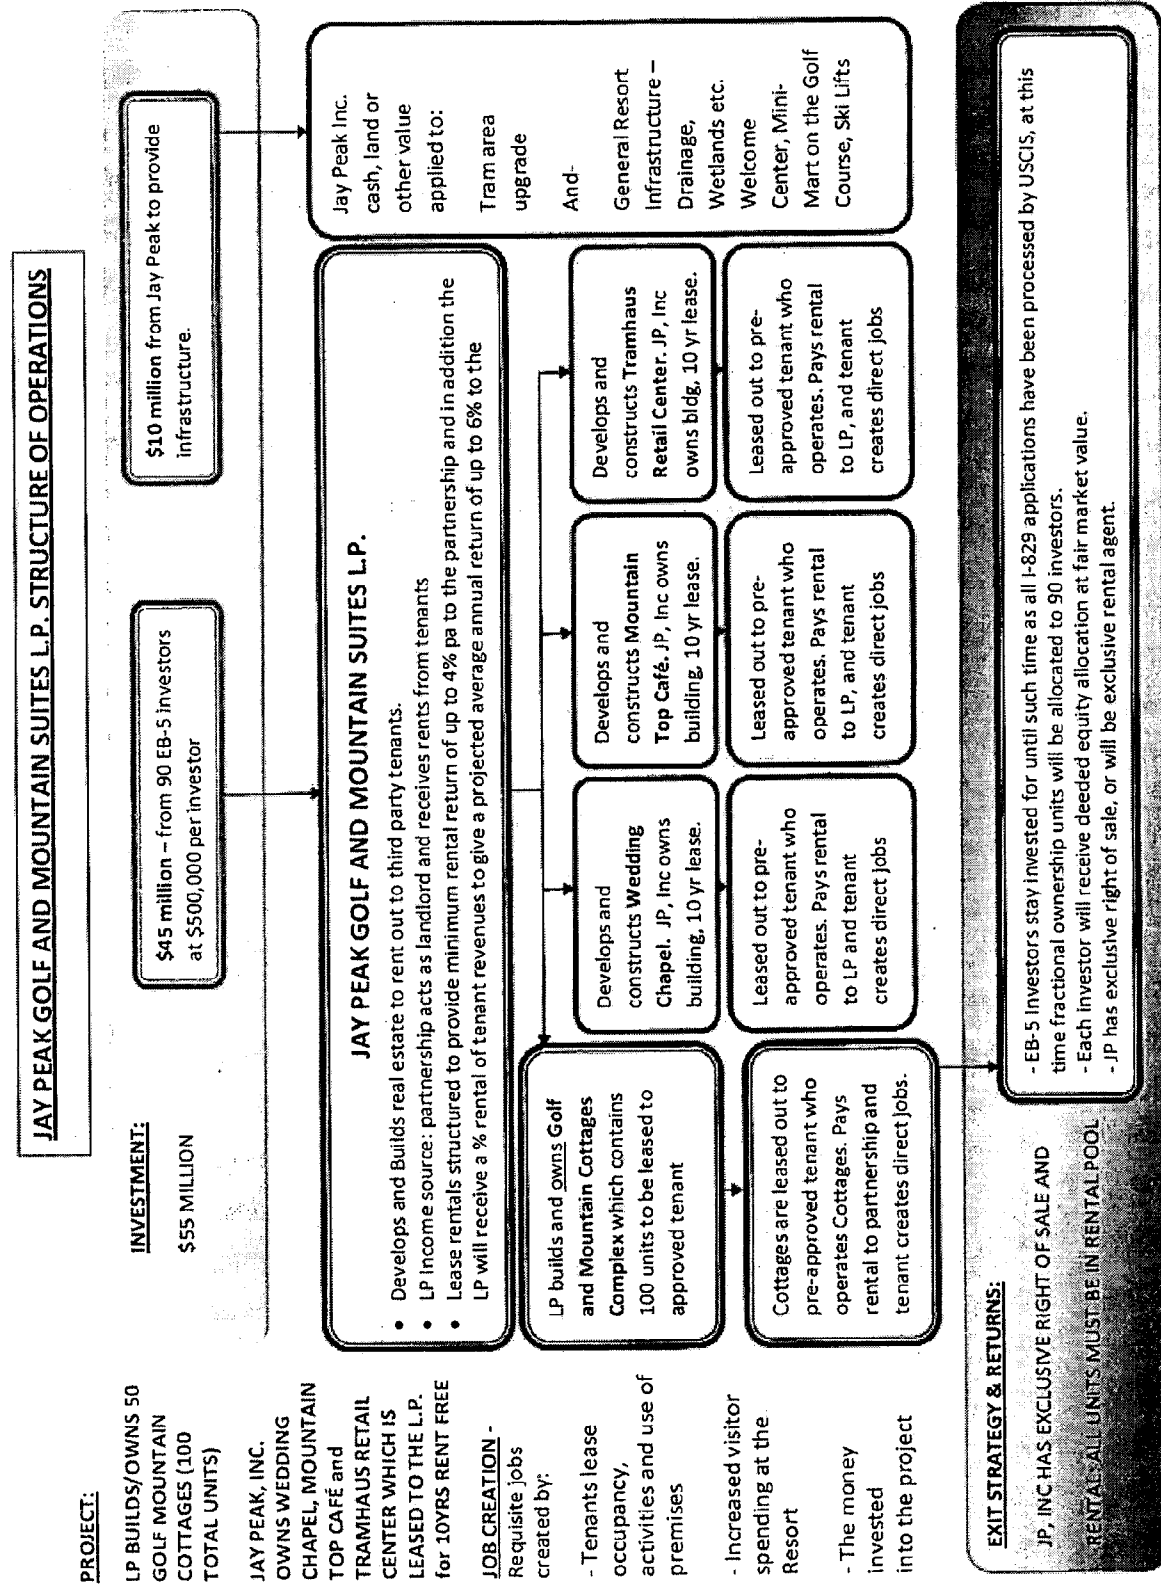 JAY PEAK GOLF AND MOUNTAIN SUITES L.P. STRUCTURE OF OPERATIONS
PROJECT:
LP BUILDS/OWNS 50
GOLF MOUNTAIN
COTTAGES (100
TOTAL UNITS)
JAY PEAK, INC.
OWNS WEDDING
CHAPEL, MOUNTAIN
TOP CAFÉ and
TRAMHAUS RETAIL
CENTER WHICH IS
LEASED TO THE L.P.
for 10YRS RENT FREE
JOB CREATION -
Requisite jobs
created by:
- Tenants lease
occupancy,
activities and use of
premises
- Increased visitor
spending at the
Resort
- The money
invested
into the project
INVESTMENT:
$55 MILLION
$45 million – from 90 EB-5 investors
at $500,000 per investor
$10 million from Jay Peak to provide
infrastructure.
JAY PEAK GOLF AND MOUNTAIN SUITES L.P.
• Develops and Builds real estate to rent out to third party tenants.
• LP Income source: partnership acts as landlord and receives rents from tenants
• Lease rentals structured to provide minimum rental return of up to 4% pa to the partnership and in addition the
LP will receive a % rental of tenant revenues to give a projected average annual return of up to 6% to the
Jay Peak Inc.
cash, land or
other value
applied to:
Tram area
upgrade
And-
General Resort
Infrastructure –
Drainage,
Wetlands etc.
Welcome
Center, Mini-
Mart on the Golf
Course, Ski Lifts
LP builds and owns Golf
and Mountain Cottages
Complex which contains
100 units to be leased to
approved tenant
Develops and
constructs Wedding
Chapel. JP, Inc owns
building, 10 yr lease.
Develops and
constructs Mountain
Top Café. JP, Inc owns
building, 10 yr lease.
Develops and
constructs Tramhaus
Retail Center. JP, Inc
owns bldg, 10 yr lease.
Cottages are leased out to
pre-approved tenant who
operates Cottages. Pays
rental to partnership and
tenant creates direct jobs.
Leased out to pre-
approved tenant who
operates. Pays rental
to LP and tenant
creates direct jobs
Leased out to pre-
approved tenant who
operates. Pays rental
to LP, and tenant
creates direct jobs
Leased out to pre-
approved tenant who
operates. Pays rental
to LP, and tenant
creates direct jobs
EXIT STRATEGY & RETURNS:
JP, INC HAS EXCLUSIVE RIGHT OF SALE AND
RENTAL - ALL UNITS MUST BE IN RENTAL POOL
- EB-5 Investors stay invested for until such time as all I-829 applications have been processed by USCIS, at this
time fractional ownership units will be allocated to 90 investors.
- Each investor will receive deeded equity allocation at fair market value.
- JP has exclusive right of sale, or will be exclusive rental agent.